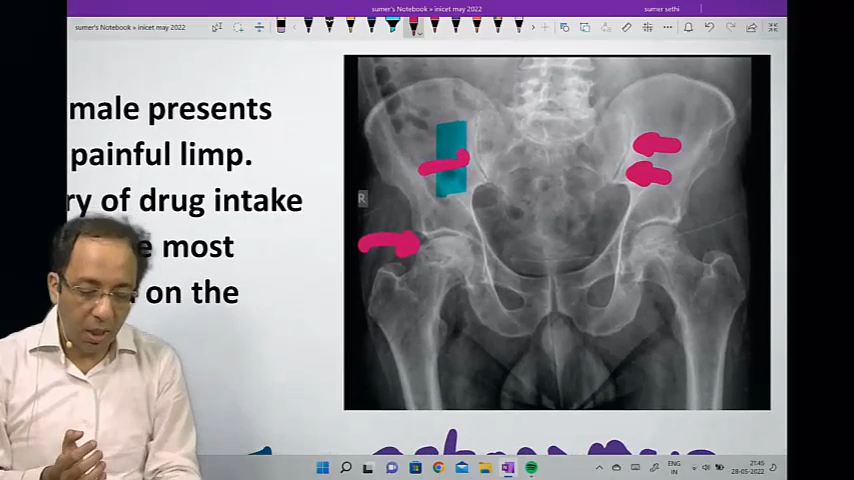 sumer's Notebook » inicet may 2022
sumer sethi
sumer's Notebook » inicet may 2022
male presents
painful limp.
ry of drug intake
most
on the
R
ENG
IN
21:45
28-05-2022